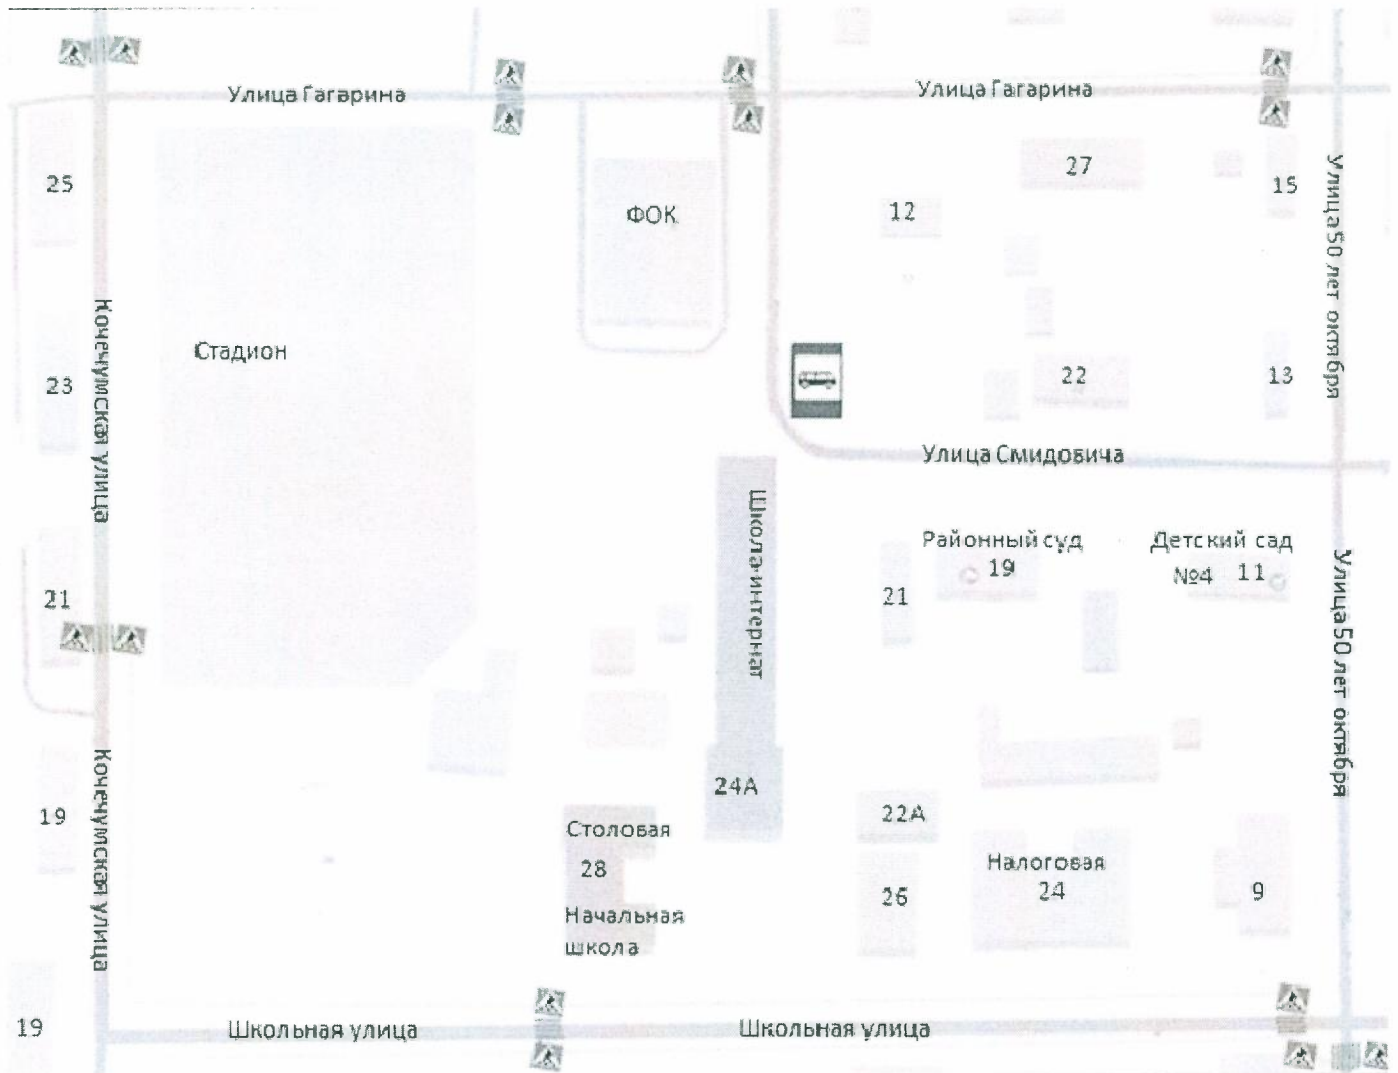 Улица Гагарина
Улица Гагарина
25
27
15
12
ФОК
Улица 50 лет октября
Кочечумская улица
Стадион
23
22
13
Улица Смидовича
Школа-интернат
Районный суд
19
Детский сад
№4 11
21
21
Улица 50 лет октября
Кочечумская улица
24А
19
Столовая
28
22А
Налоговая
24
26
9
Начальная
школа
19
Школьная улица
Школьная улица